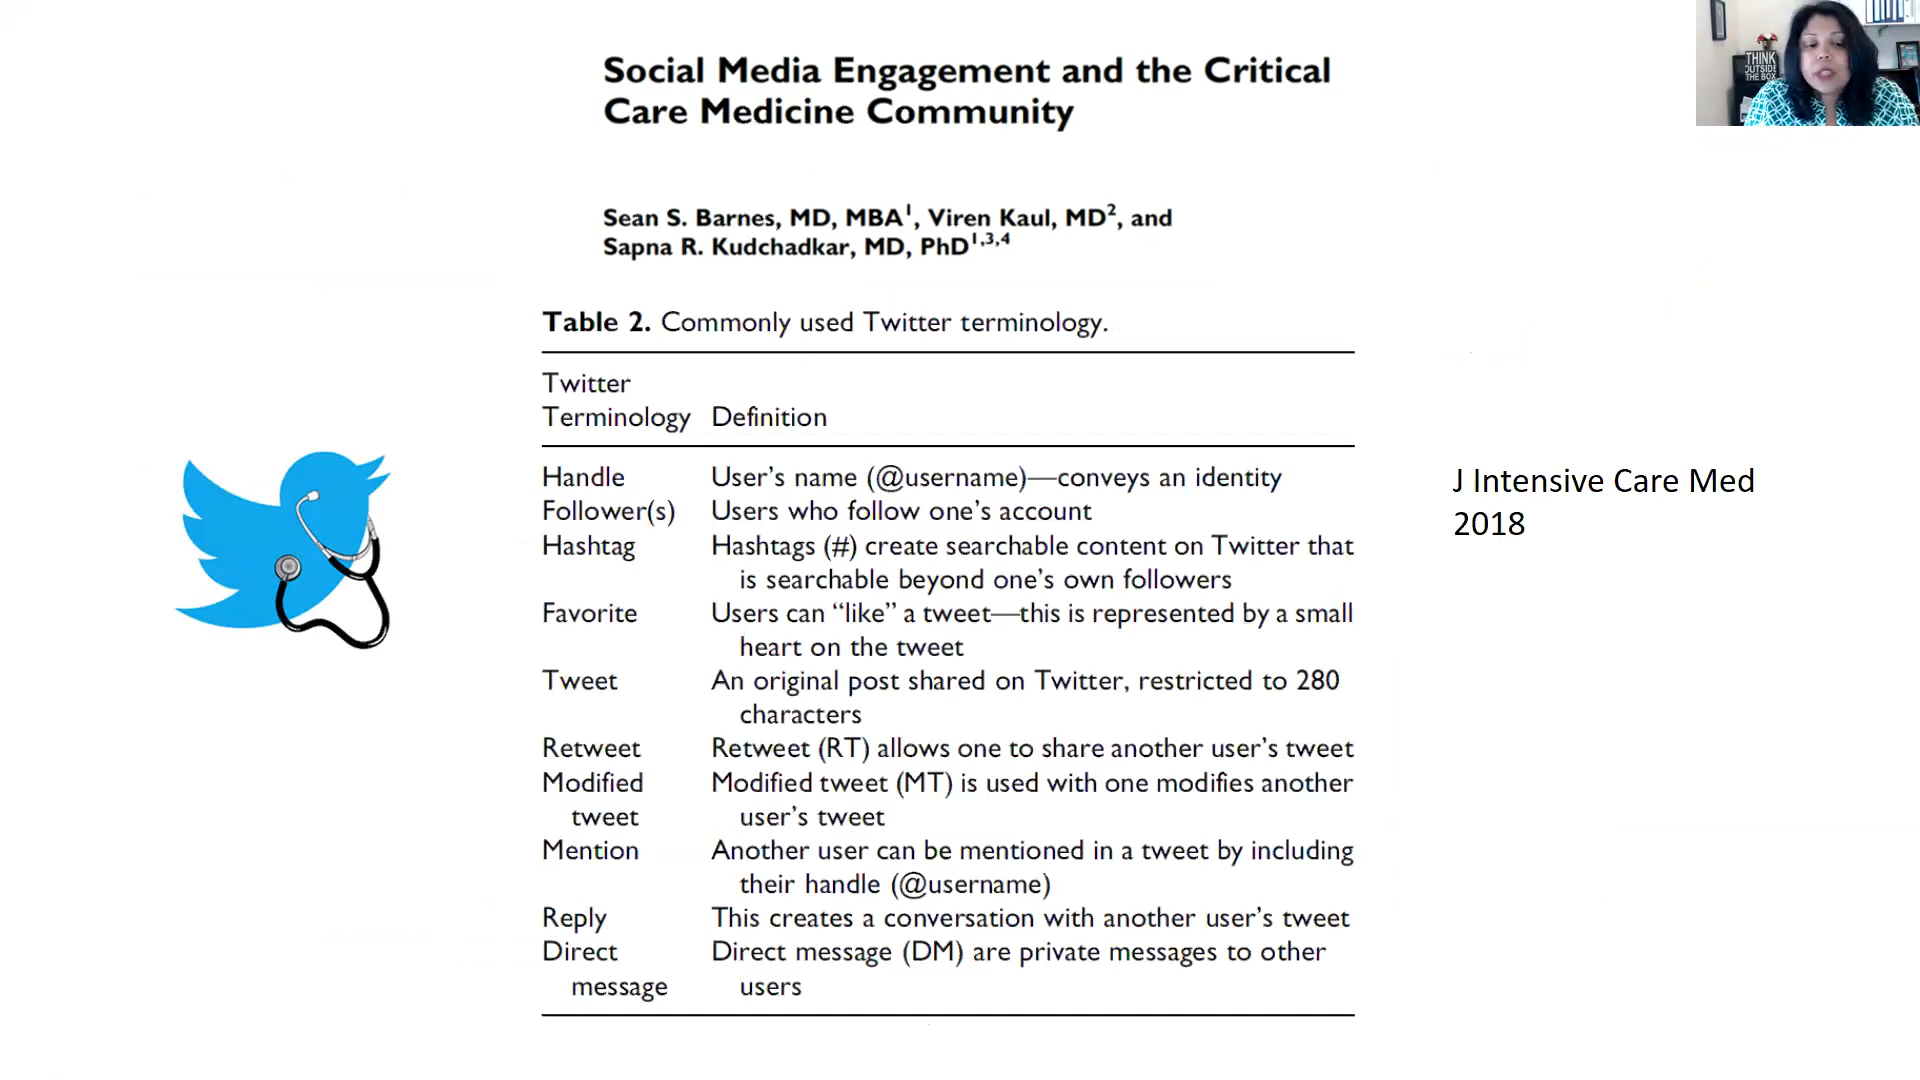 Social Media Engagement and the Critical
Care Medicine Community
THINK
OUTSIDE
THE BOX
Sean S. Barnes, MD, MBA1, Viren Kaul, MD2, and
Sapna R. Kudchadkar, MD, PhD1,3,4
Table 2. Commonly used Twitter terminology.
Twitter
Terminology Definition
Handle User’s name (@username)—conveys an identity
Follower(s) Users who follow one’s account
Hashtag Hashtags (#) create searchable content on Twitter that
is searchable beyond one’s own followers
Favorite Users can “like” a tweet—this is represented by a small
heart on the tweet
Tweet An original post shared on Twitter, restricted to 280
characters
Retweet Retweet (RT) allows one to share another user’s tweet
Modified Modified tweet (MT) is used with one modifies another
tweet user’s tweet
Mention Another user can be mentioned in a tweet by including
their handle (@username)
Reply This creates a conversation with another user’s tweet
Direct Direct message (DM) are private messages to other
message users
J Intensive Care Med
2018